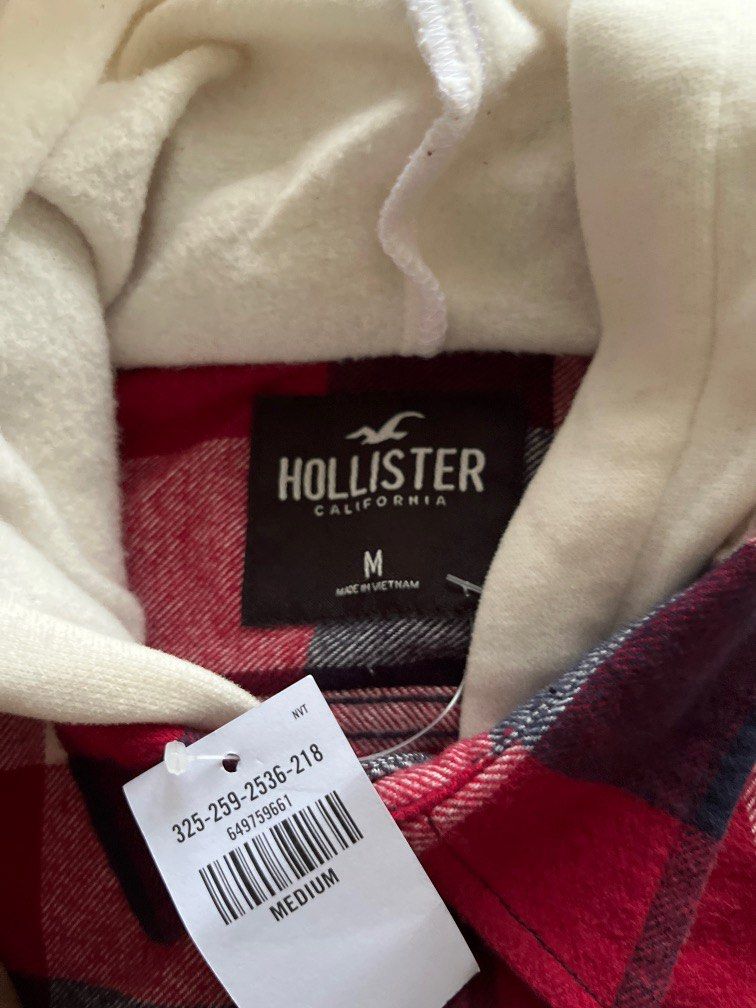 HOLLISTER
CALIFORNIA
M
MADE IN VIETNAM
NVT
325-259-2536-218
649759661
MEDIUM